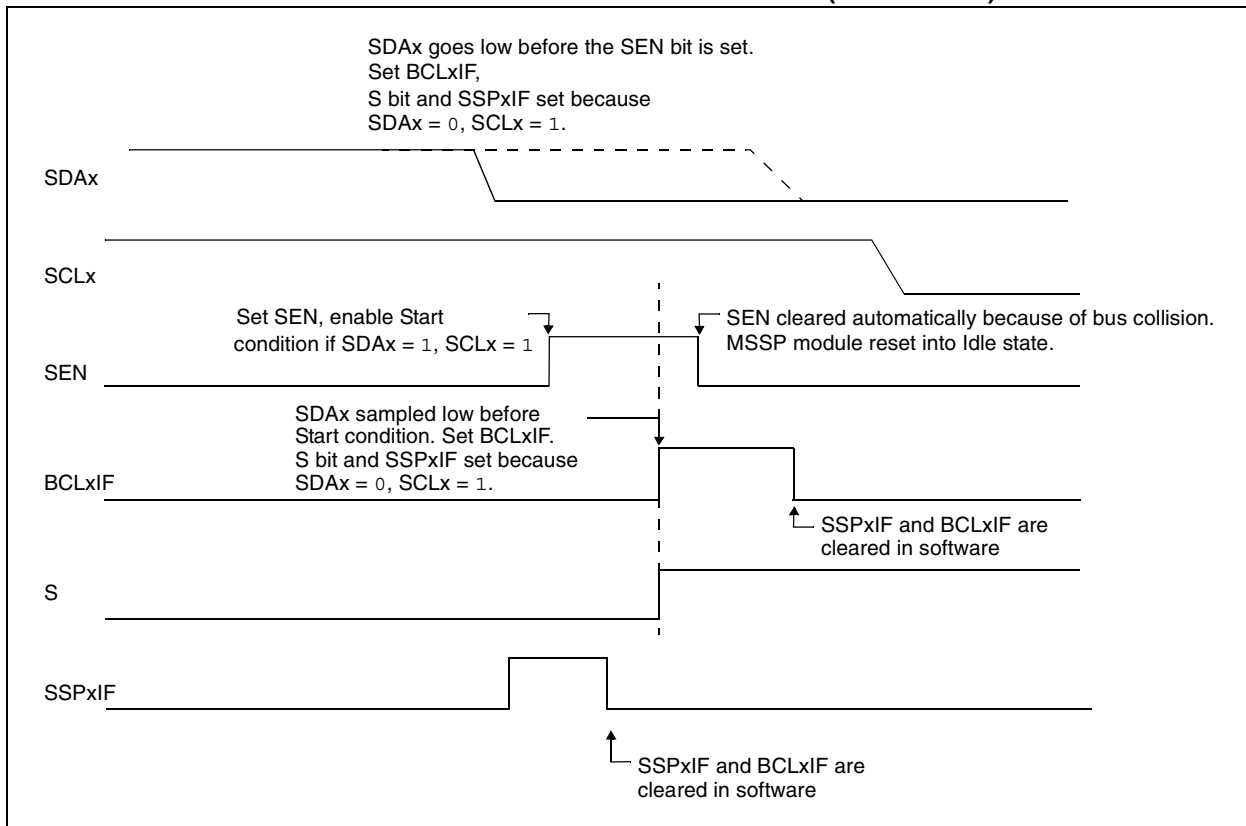 SDAx goes low before the SEN bit is set.
Set BCLxIF,
S bit and SSPxIF set because
SDAx = 0, SCLx = 1.
SDAx
SCLx
Set SEN, enable Start
condition if SDAx = 1, SCLx = 1
SEN cleared automatically because of bus collision.
MSSP module reset into Idle state.
SEN
SDAx sampled low before
Start condition. Set BCLxIF.
S bit and SSPxIF set because
SDAx = 0, SCLx = 1.
BCLxIF
SSPxIF and BCLxIF are
cleared in software
S
SSPxIF
SSPxIF and BCLxIF are
cleared in software